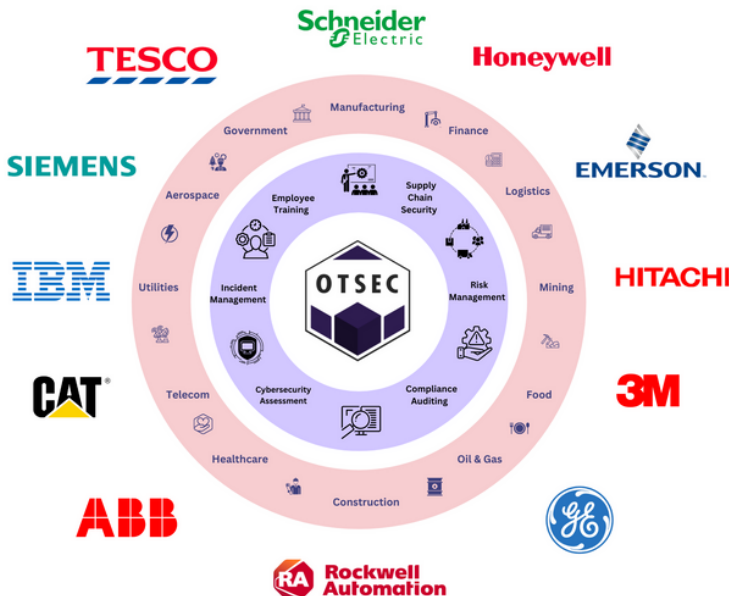 Schneider
Electric
TESCO
Honeywell
SIEMENS
EMERSON
IBM
HITACHI
CAT
3M
ABB
GE
RA
Rockwell
Automation
Manufacturing
Government
Finance
Aerospace
Logistics
Utilities
Mining
Telecom
Food
Healthcare
Oil & Gas
Construction
Employee
Training
Supply
Chain
Security
Incident
Management
Risk
Management
Cybersecurity
Assessment
Compliance
Auditing
OTSEC